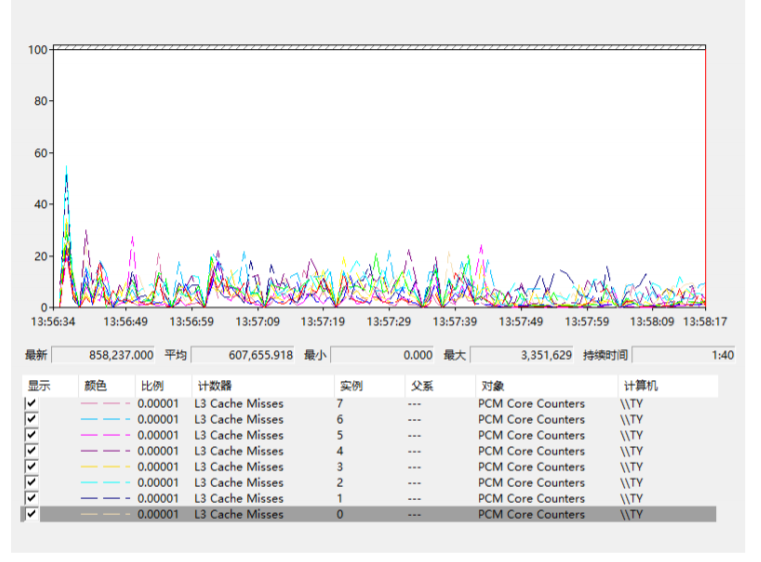 100
80
60
40
20
0
13:56:34 13:56:49 13:56:59 13:57:09 13:57:19 13:57:29 13:57:39 13:57:49 13:57:59 13:58:09 13:58:17
最新 858,237.000 平均 607,655.918 最小 0.000 最大 3,351,629 持续时间 1:40
显示 颜色 比例 计数器 实例 父系 对象 计算机
0.00001 L3 Cache Misses 7 --- PCM Core Counters \\TY
0.00001 L3 Cache Misses 6 --- PCM Core Counters \\TY
0.00001 L3 Cache Misses 5 --- PCM Core Counters \\TY
0.00001 L3 Cache Misses 4 --- PCM Core Counters \\TY
0.00001 L3 Cache Misses 3 --- PCM Core Counters \\TY
0.00001 L3 Cache Misses 2 --- PCM Core Counters \\TY
0.00001 L3 Cache Misses 1 --- PCM Core Counters \\TY
0.00001 L3 Cache Misses 0 --- PCM Core Counters \\TY